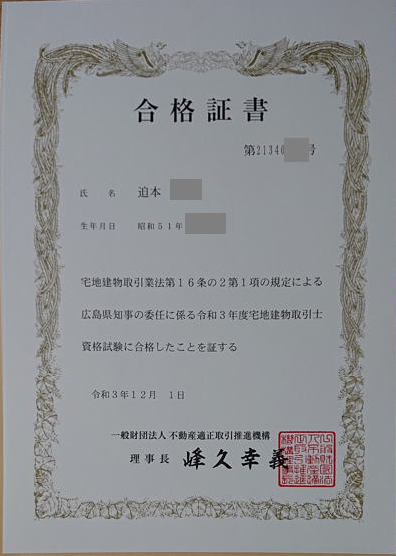 合格証書
第21340 号
氏名 迫本
生年月日 昭和51年
宅地建物取引業法第16条の2第1項の規定による
広島県知事の委任に係る令和3年度宅地建物取引士
資格試験に合格したことを証する
令和3年12月 1日
一般財団法人 不動産適正取引推進機構
理事長 峰久幸義